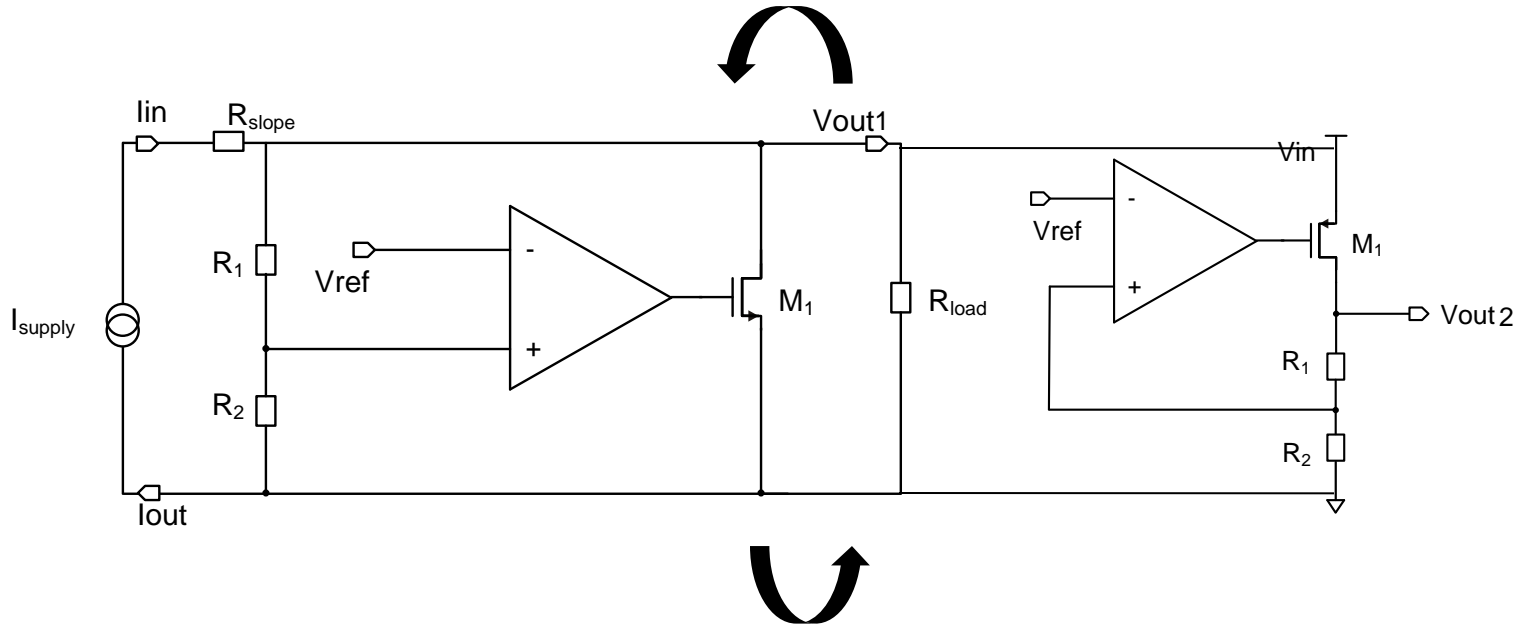 Iin
Rslope
Vout1
Vin
-
Vref
M1
+
Vout2
R1
R2
R1
-
Vref
M1
Rload
Isupply
+
R2
Iout